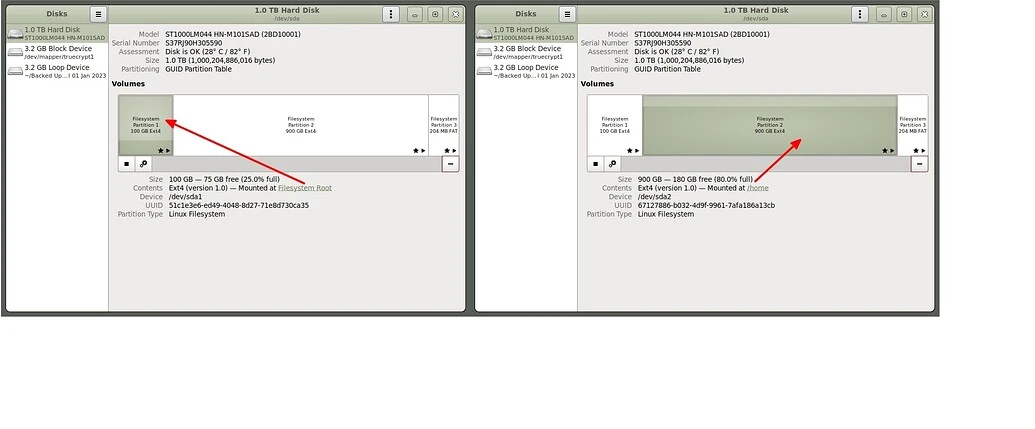 Disks
1.0 TB Hard Disk
/dev/sda
1.0 TB Hard Disk
ST1000LM044 HN-M101SAD
3.2 GB Block Device
/dev/mapper/truecrypt1
3.2 GB Loop Device
~/Backed Up...l 01 Jan 2023
Model ST1000LM044 HN-M101SAD (2BD10001)
Serial Number S37RJ90H305590
Assessment Disk is OK (28° C / 82° F)
Size 1.0 TB (1,000,204,886,016 bytes)
Partitioning GUID Partition Table
Volumes
Filesystem
Partition 1
100 GB Ext4
Filesystem
Partition 2
900 GB Ext4
Filesystem
Partition 3
204 MB FAT
Size 100 GB — 75 GB free (25.0% full)
Contents Ext4 (version 1.0) — Mounted at Filesystem Root
Device /dev/sda1
UUID 51c1e3e6-ed49-4048-8d27-71e8d730ca35
Partition Type Linux Filesystem
Disks
1.0 TB Hard Disk
/dev/sda
1.0 TB Hard Disk
ST1000LM044 HN-M101SAD
3.2 GB Block Device
/dev/mapper/truecrypt1
3.2 GB Loop Device
~/Backed Up...l 01 Jan 2023
Model ST1000LM044 HN-M101SAD (2BD10001)
Serial Number S37RJ90H305590
Assessment Disk is OK (28° C / 82° F)
Size 1.0 TB (1,000,204,886,016 bytes)
Partitioning GUID Partition Table
Volumes
Filesystem
Partition 1
100 GB Ext4
Filesystem
Partition 2
900 GB Ext4
Filesystem
Partition 3
204 MB FAT
Size 900 GB — 180 GB free (80.0% full)
Contents Ext4 (version 1.0) — Mounted at /home
Device /dev/sda2
UUID 67127886-b032-4d9f-9961-7afa186a13cb
Partition Type Linux Filesystem